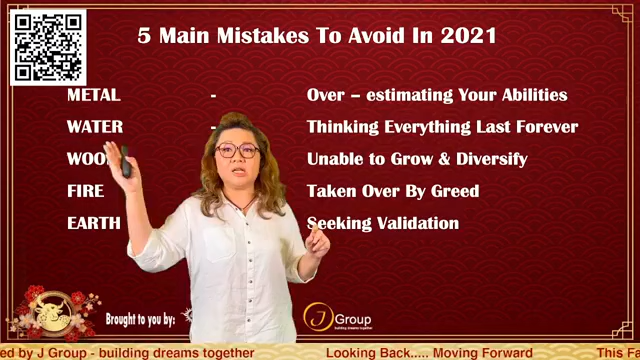 5 Main Mistakes To Avoid In 2021
METAL - Over – estimating Your Abilities
WATER - Thinking Everything Last Forever
WOO Unable to Grow & Diversify
FIRE Taken Over By Greed
EARTH Seeking Validation
Brought to you by:
J Group
building dreams together
ed by J Group - building dreams together Looking Back..... Moving Forward This Fa